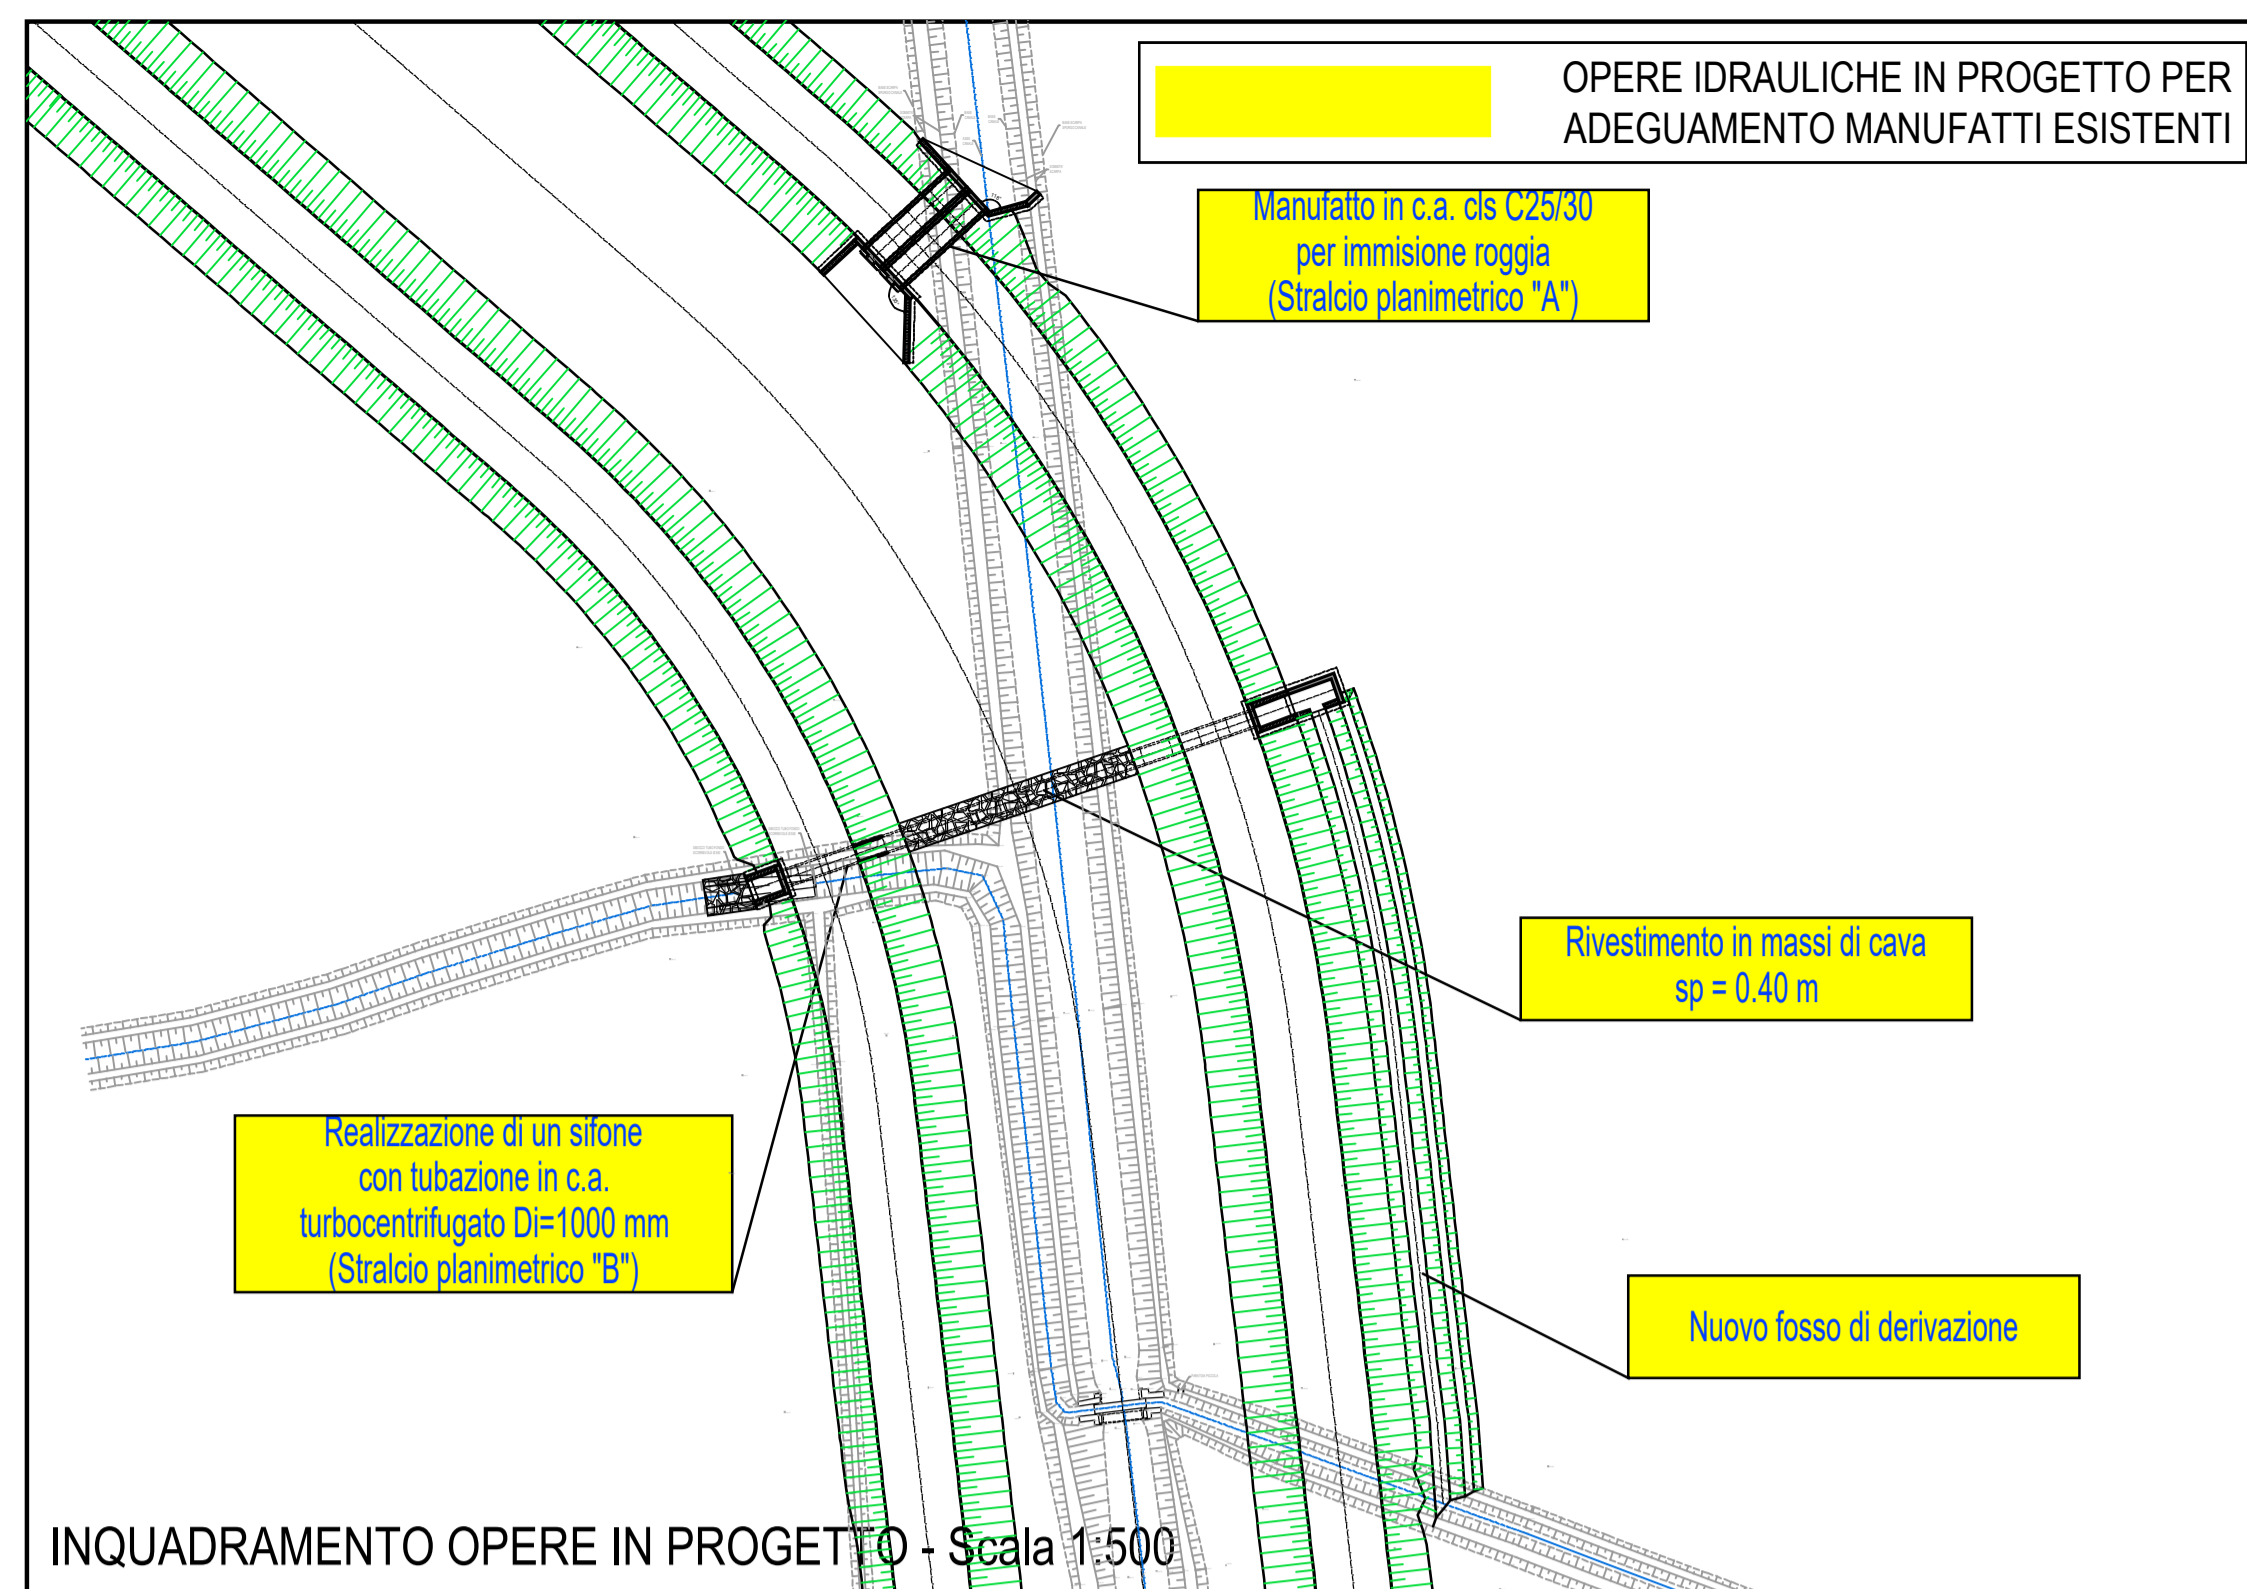 OPERE IDRAULICHE IN PROGETTO PER
ADEGUAMENTO MANUFATTI ESISTENTI
Manufatto in c.a. cls C25/30
per immisione roggia
(Stralcio planimetrico "A")
Rivestimento in massi di cava
sp = 0.40 m
Realizzazione di un sifone
con tubazione in c.a.
turbocentrifugato Di=1000 mm
(Stralcio planimetrico "B")
Nuovo fosso di derivazione
INQUADRAMENTO OPERE IN PROGETTO - Scala 1:500